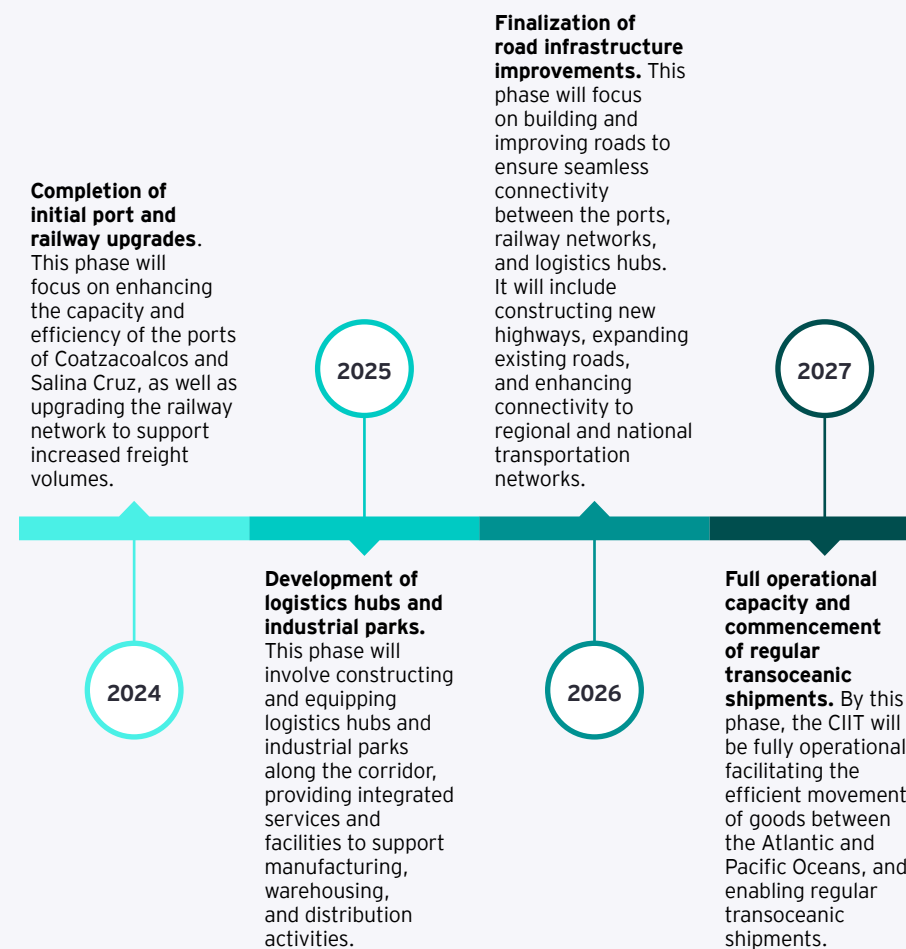 Completion of
initial port and
railway upgrades.
This phase will
focus on enhancing
the capacity and
efficiency of the ports
of Coatzacoalcos and
Salina Cruz, as well as
upgrading the railway
network to support
increased freight
volumes.
2024
2025
Development of
logistics hubs and
industrial parks.
This phase will
involve constructing
and equipping
logistics hubs and
industrial parks
along the corridor,
providing integrated
services and
facilities to support
manufacturing,
warehousing,
and distribution
activities.
Finalization of
road infrastructure
improvements. This
phase will focus
on building and
improving roads to
ensure seamless
connectivity
between the ports,
railway networks,
and logistics hubs.
It will include
constructing new
highways, expanding
existing roads,
and enhancing
connectivity to
regional and national
transportation
networks.
2026
2027
Full operational
capacity and
commencement
of regular
transoceanic
shipments. By this
phase, the CIIT will
be fully operational
facilitating the
efficient movement
of goods between
the Atlantic and
Pacific Oceans, and
enabling regular
transoceanic
shipments.